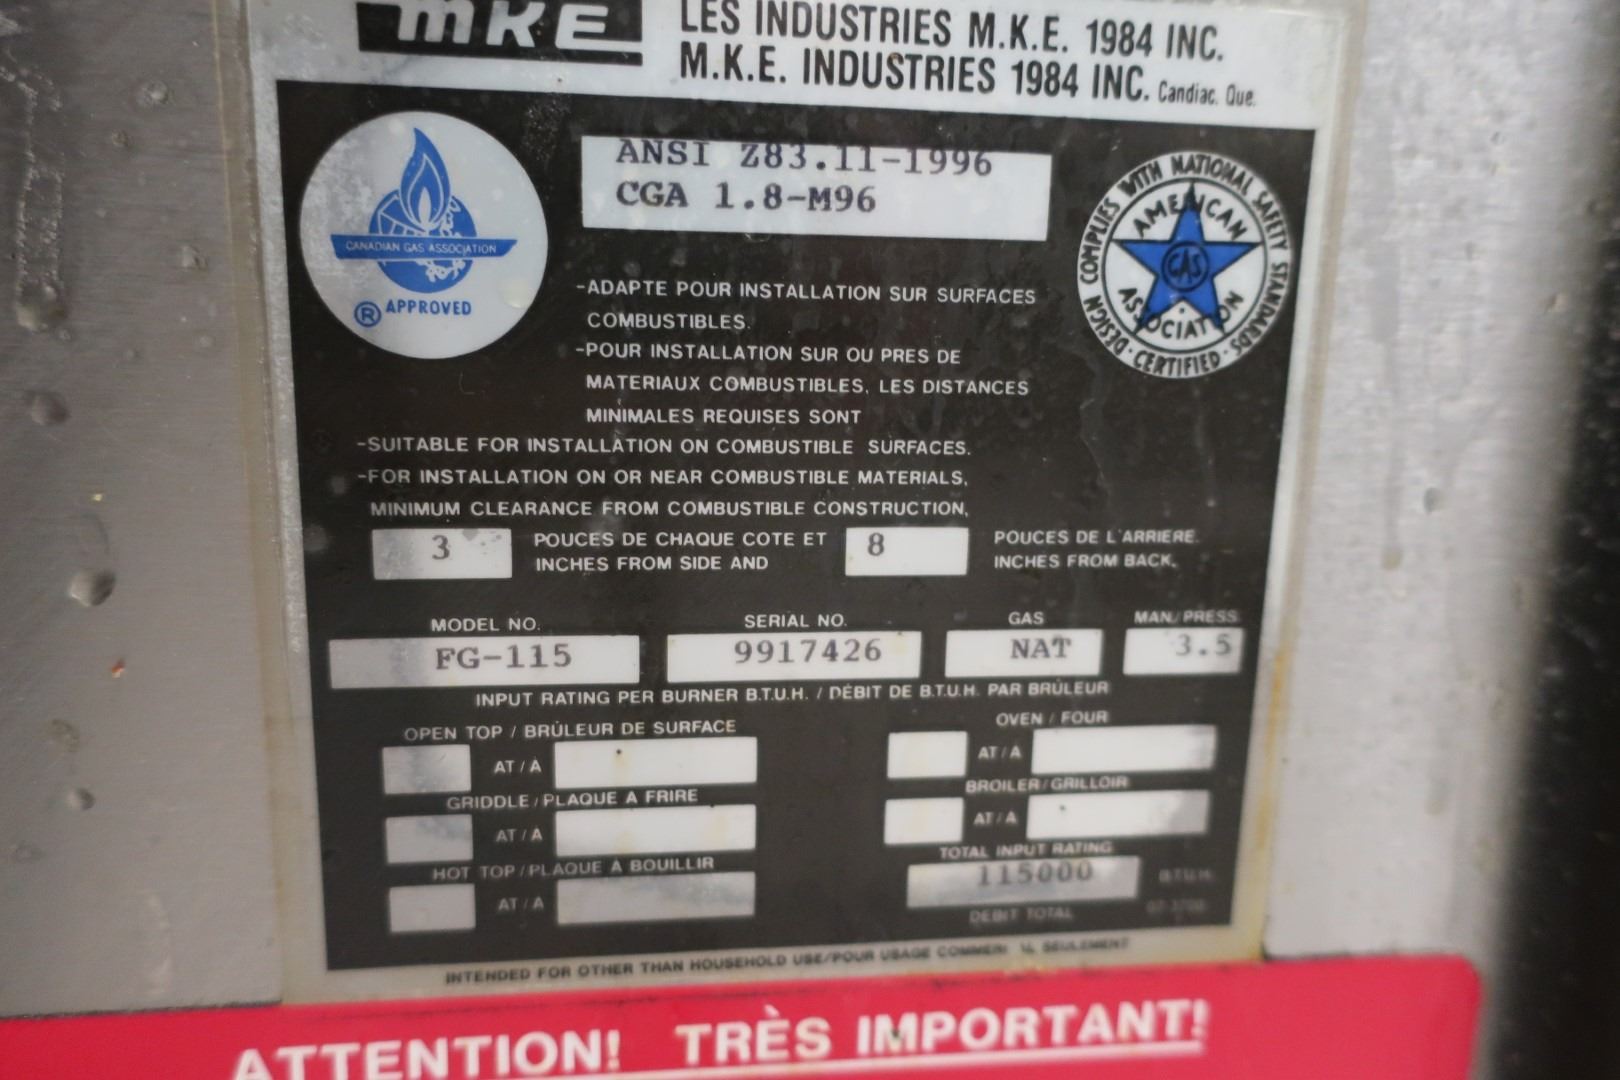 MKE
LES INDUSTRIES M.K.E. 1984 INC.
M.K.E. INDUSTRIES 1984 INC. Candiac, Que.
CANADIAN GAS ASSOCIATION
® APPROVED
ANSI Z83.11-1996
CGA 1.8-M96
DESIGN COMPLIES WITH NATIONAL SAFETY STANDARDS
· CERTIFIED ·
AMERICAN
GAS
ASSOCIATION
-ADAPTE POUR INSTALLATION SUR SURFACES
COMBUSTIBLES.
-POUR INSTALLATION SUR OU PRES DE
MATERIAUX COMBUSTIBLES, LES DISTANCES
MINIMALES REQUISES SONT
-SUITABLE FOR INSTALLATION ON COMBUSTIBLE SURFACES.
-FOR INSTALLATION ON OR NEAR COMBUSTIBLE MATERIALS,
MINIMUM CLEARANCE FROM COMBUSTIBLE CONSTRUCTION,
3 POUCES DE CHAQUE COTE ET 8 POUCES DE L'ARRIERE.
INCHES FROM SIDE AND INCHES FROM BACK.
MODEL NO. SERIAL NO. GAS MAN/PRESS
FG-115 9917426 NAT 3.5
INPUT RATING PER BURNER B.T.U.H. / DÉBIT DE B.T.U.H. PAR BRÛLEUR
OPEN TOP / BRÛLEUR DE SURFACE OVEN / FOUR
AT / À AT / À
GRIDDLE / PLAQUE A FRIRE BROILER / GRILLOIR
AT / À AT / À
HOT TOP / PLAQUE À BOUILLIR TOTAL INPUT RATING
AT / À 115000 B.T.U.H.
DEBIT TOTAL
INTENDED FOR OTHER THAN HOUSEHOLD USE/POUR USAGE SEULEMENT
ATTENTION! TRÈS IMPORTANT!